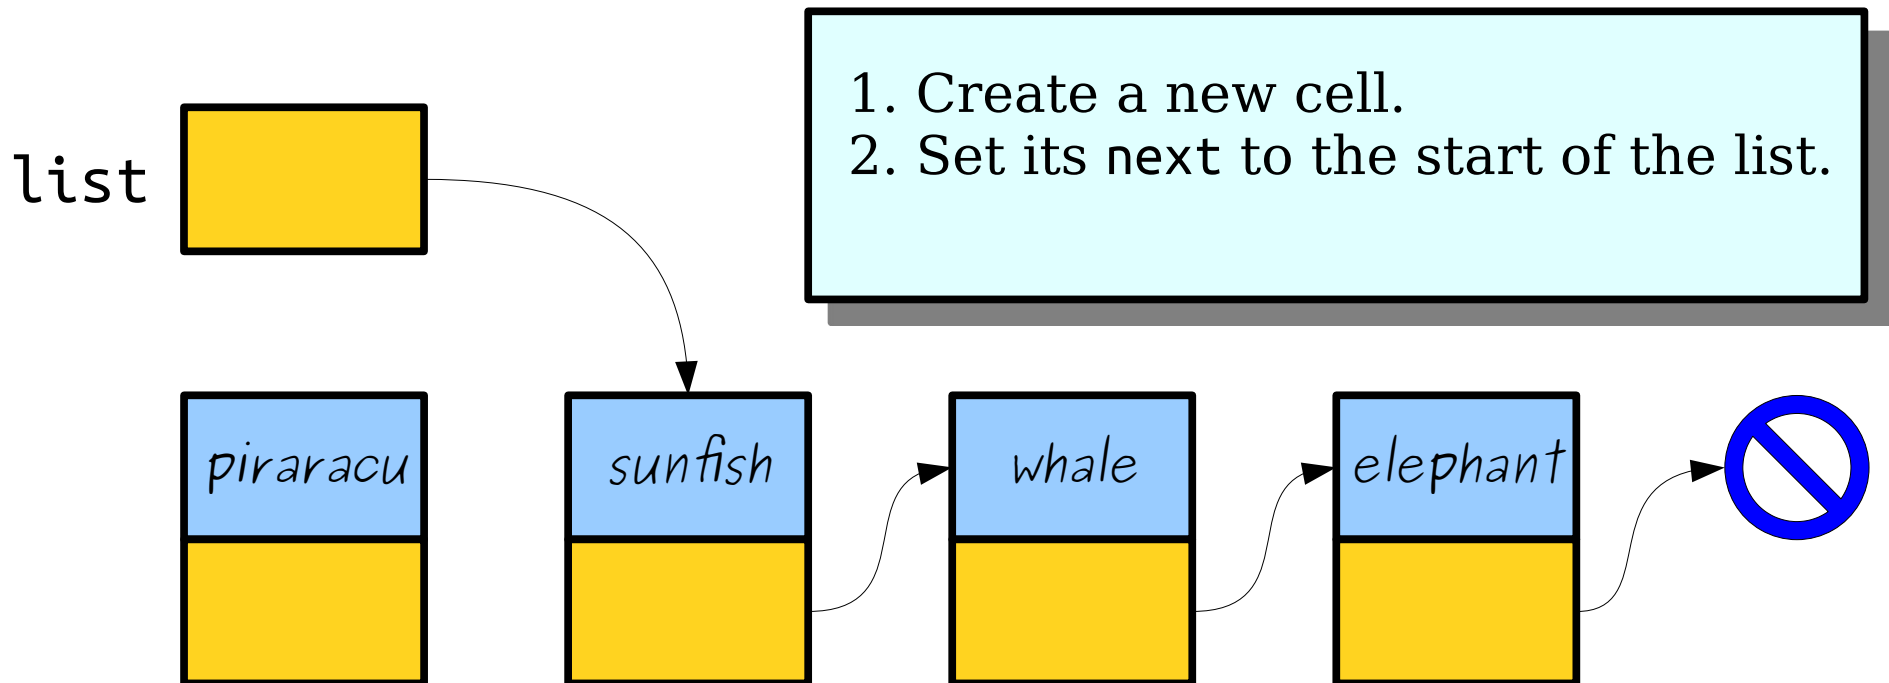 1. Create a new cell.
2. Set its next to the start of the list.
list
piraracu
sunfish
whale
elephant